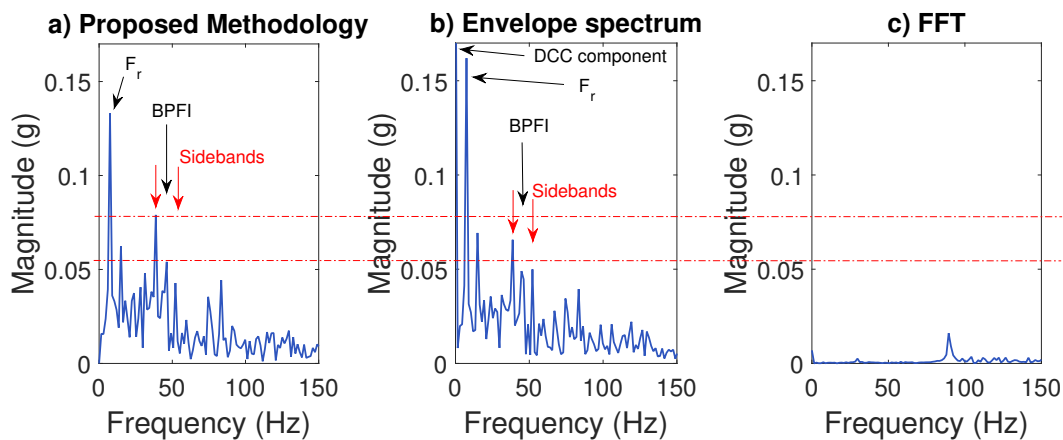 a) Proposed Methodology
Magnitude (g)
0.15
0.1
0.05
0
F_r
BPFI
Sidebands
0
50
100
150
Frequency (Hz)
b) Envelope spectrum
Magnitude (g)
0.15
0.1
0.05
0
DCC component
F_r
BPFI
Sidebands
0
50
100
150
Frequency (Hz)
c) FFT
Magnitude (g)
0.15
0.1
0.05
0
0
50
100
150
Frequency (Hz)